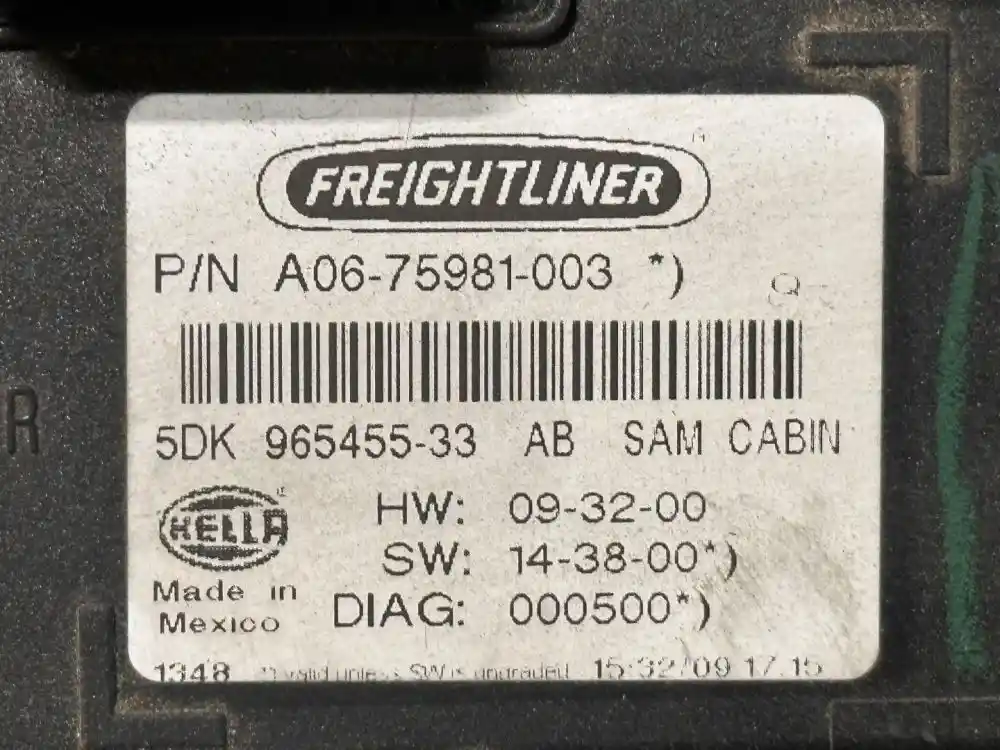 FREIGHTLINER
P/N A06-75981-003 *)
Q
5DK 965455-33 AB SAM CABIN
HELLA
HW: 09-32-00
SW: 14-38-00*)
DIAG: 000500*)
Made in
Mexico
1348 *) valid unless SW is upgraded 15:32/09 17.15
R